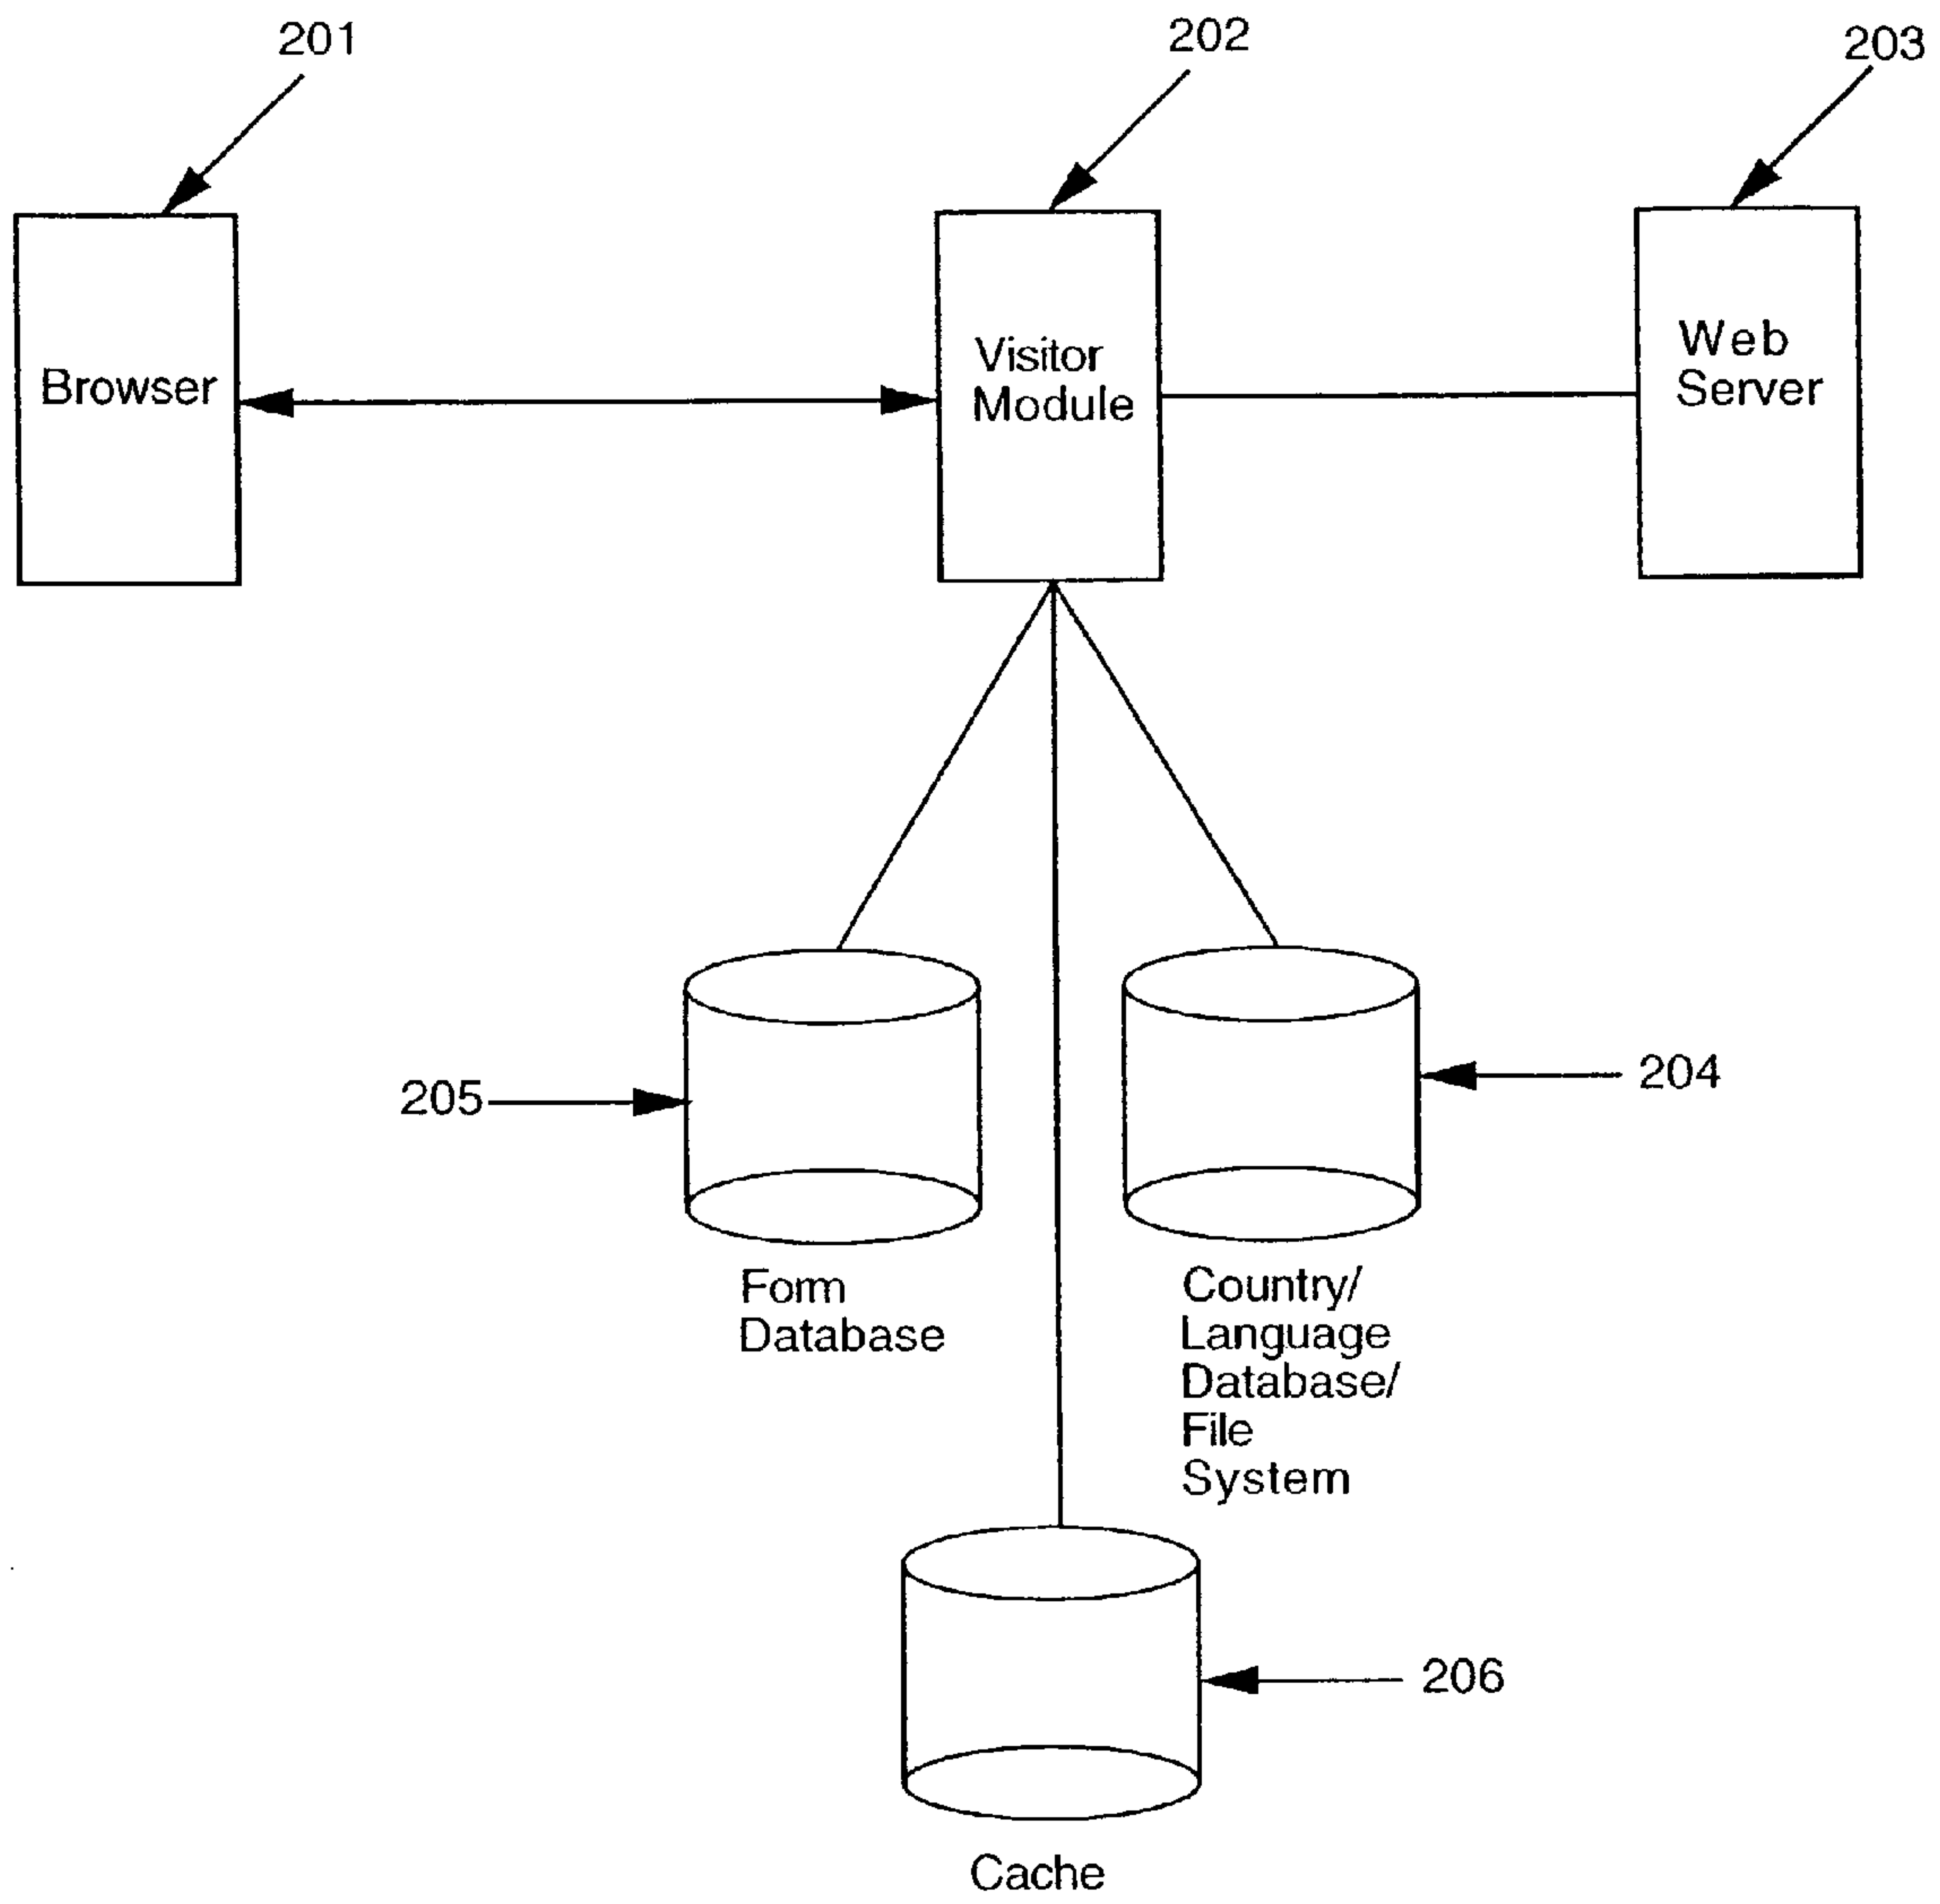 201
202
203
Browser
Visitor
Module
Web
Server
205
204
Form
Database
Country/
Language
Database/
File
System
206
Cache